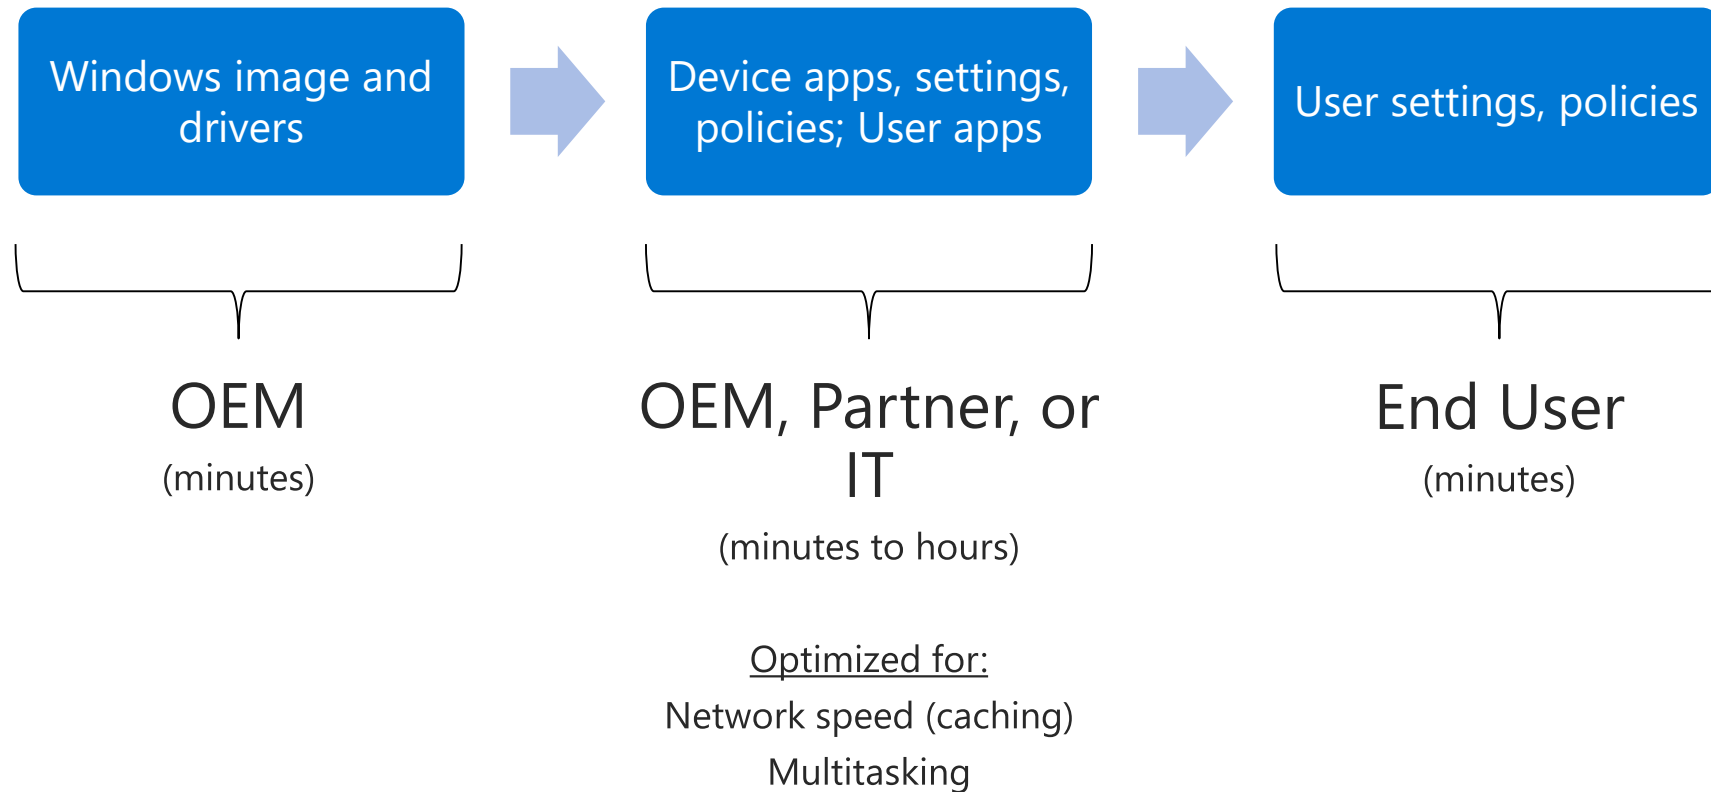 Windows image and
drivers
Device apps, settings,
policies; User apps
User settings, policies
OEM
(minutes)
OEM, Partner, or
IT
(minutes to hours)
Optimized for:
Network speed (caching)
Multitasking
End User
(minutes)